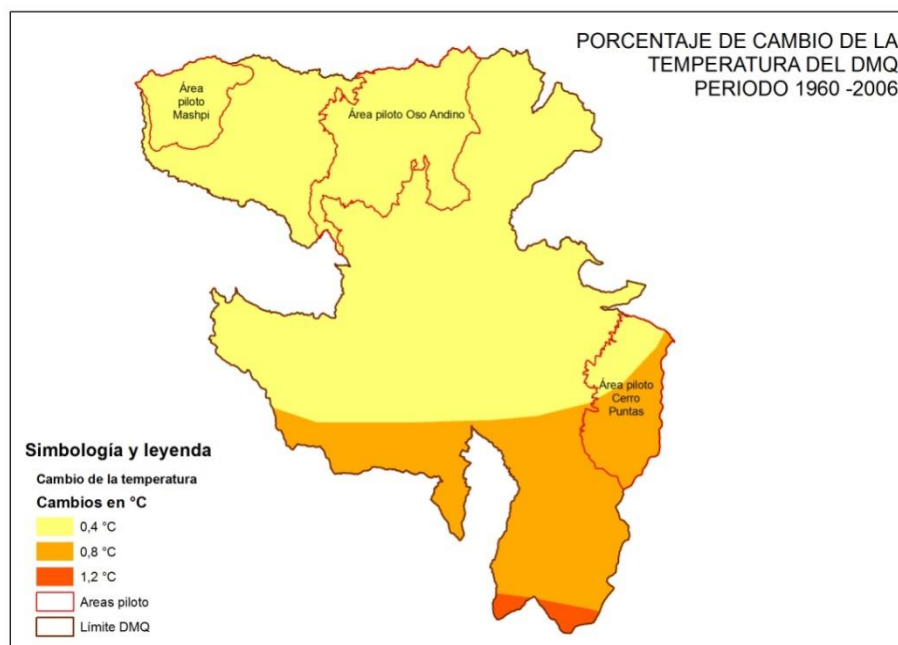 PORCENTAJE DE CAMBIO DE LA
TEMPERATURA DEL DMQ
PERIODO 1960 -2006
Área
piloto
Mashpi
Área piloto Oso Andino
Área piloto
Cerro
Puntas
Simbología y leyenda
Cambio de la temperatura
Cambios en °C
0,4 °C
0,8 °C
1,2 °C
Areas piloto
Límite DMQ